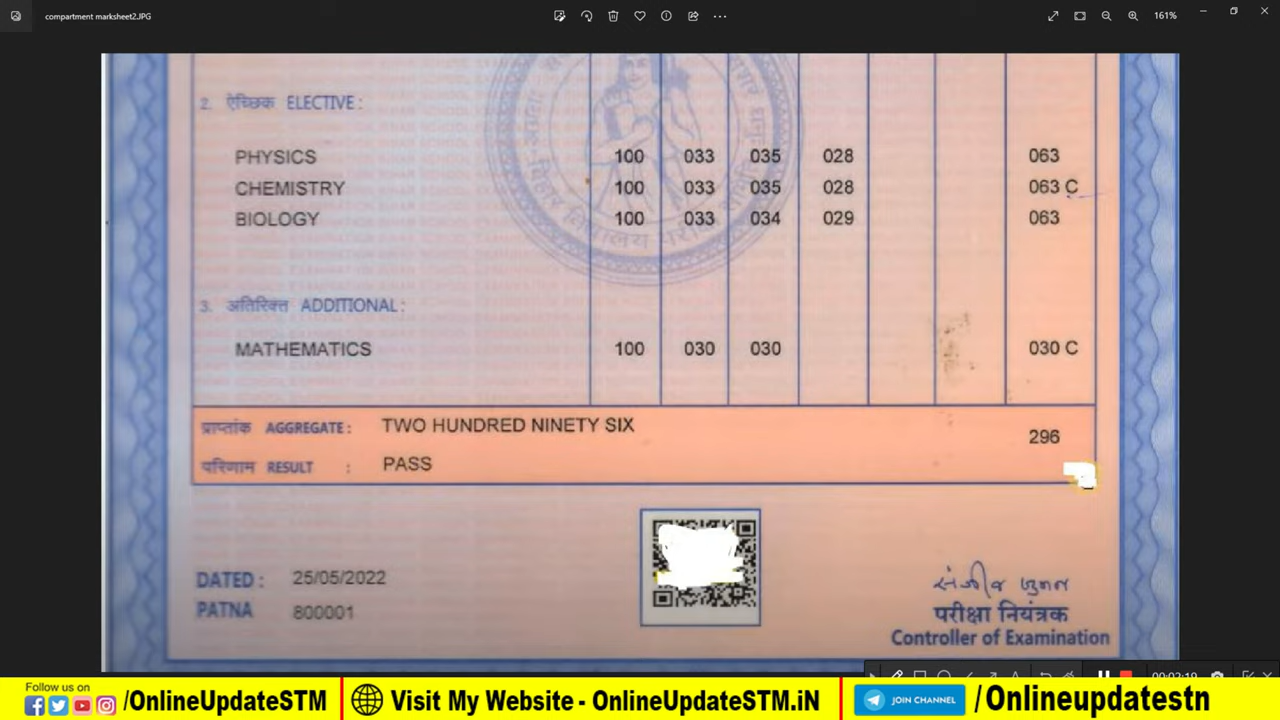 compartment marksheet2.JPG
161%
2. ऐच्छिक ELECTIVE :
PHYSICS 100 033 035 028 063
CHEMISTRY 100 033 035 028 063 C
BIOLOGY 100 033 034 029 063
3. अतिरिक्त ADDITIONAL :
MATHEMATICS 100 030 030 030 C
प्राप्तांक AGGREGATE : TWO HUNDRED NINETY SIX 296
परिणाम RESULT : PASS
DATED : 25/05/2022
PATNA 800001
परीक्षा नियंत्रक
Controller of Examination
00:02:19
Follow us on
/OnlineUpdateSTM
Visit My Website - OnlineUpdateSTM.iN
JOIN CHANNEL
/Onlineupdatestn